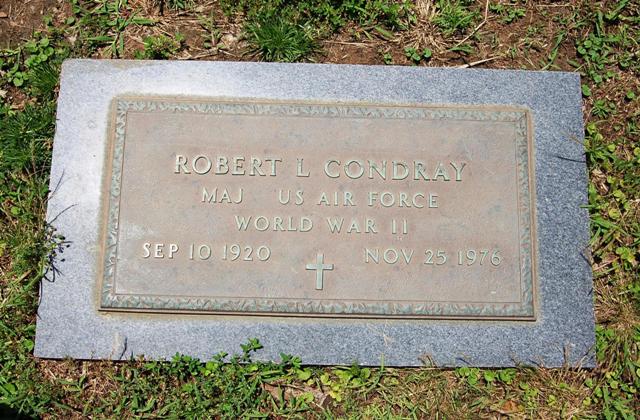 ROBERT L CONDRAY
MAJ US AIR FORCE
WORLD WAR II
SEP 10 1920 NOV 25 1976